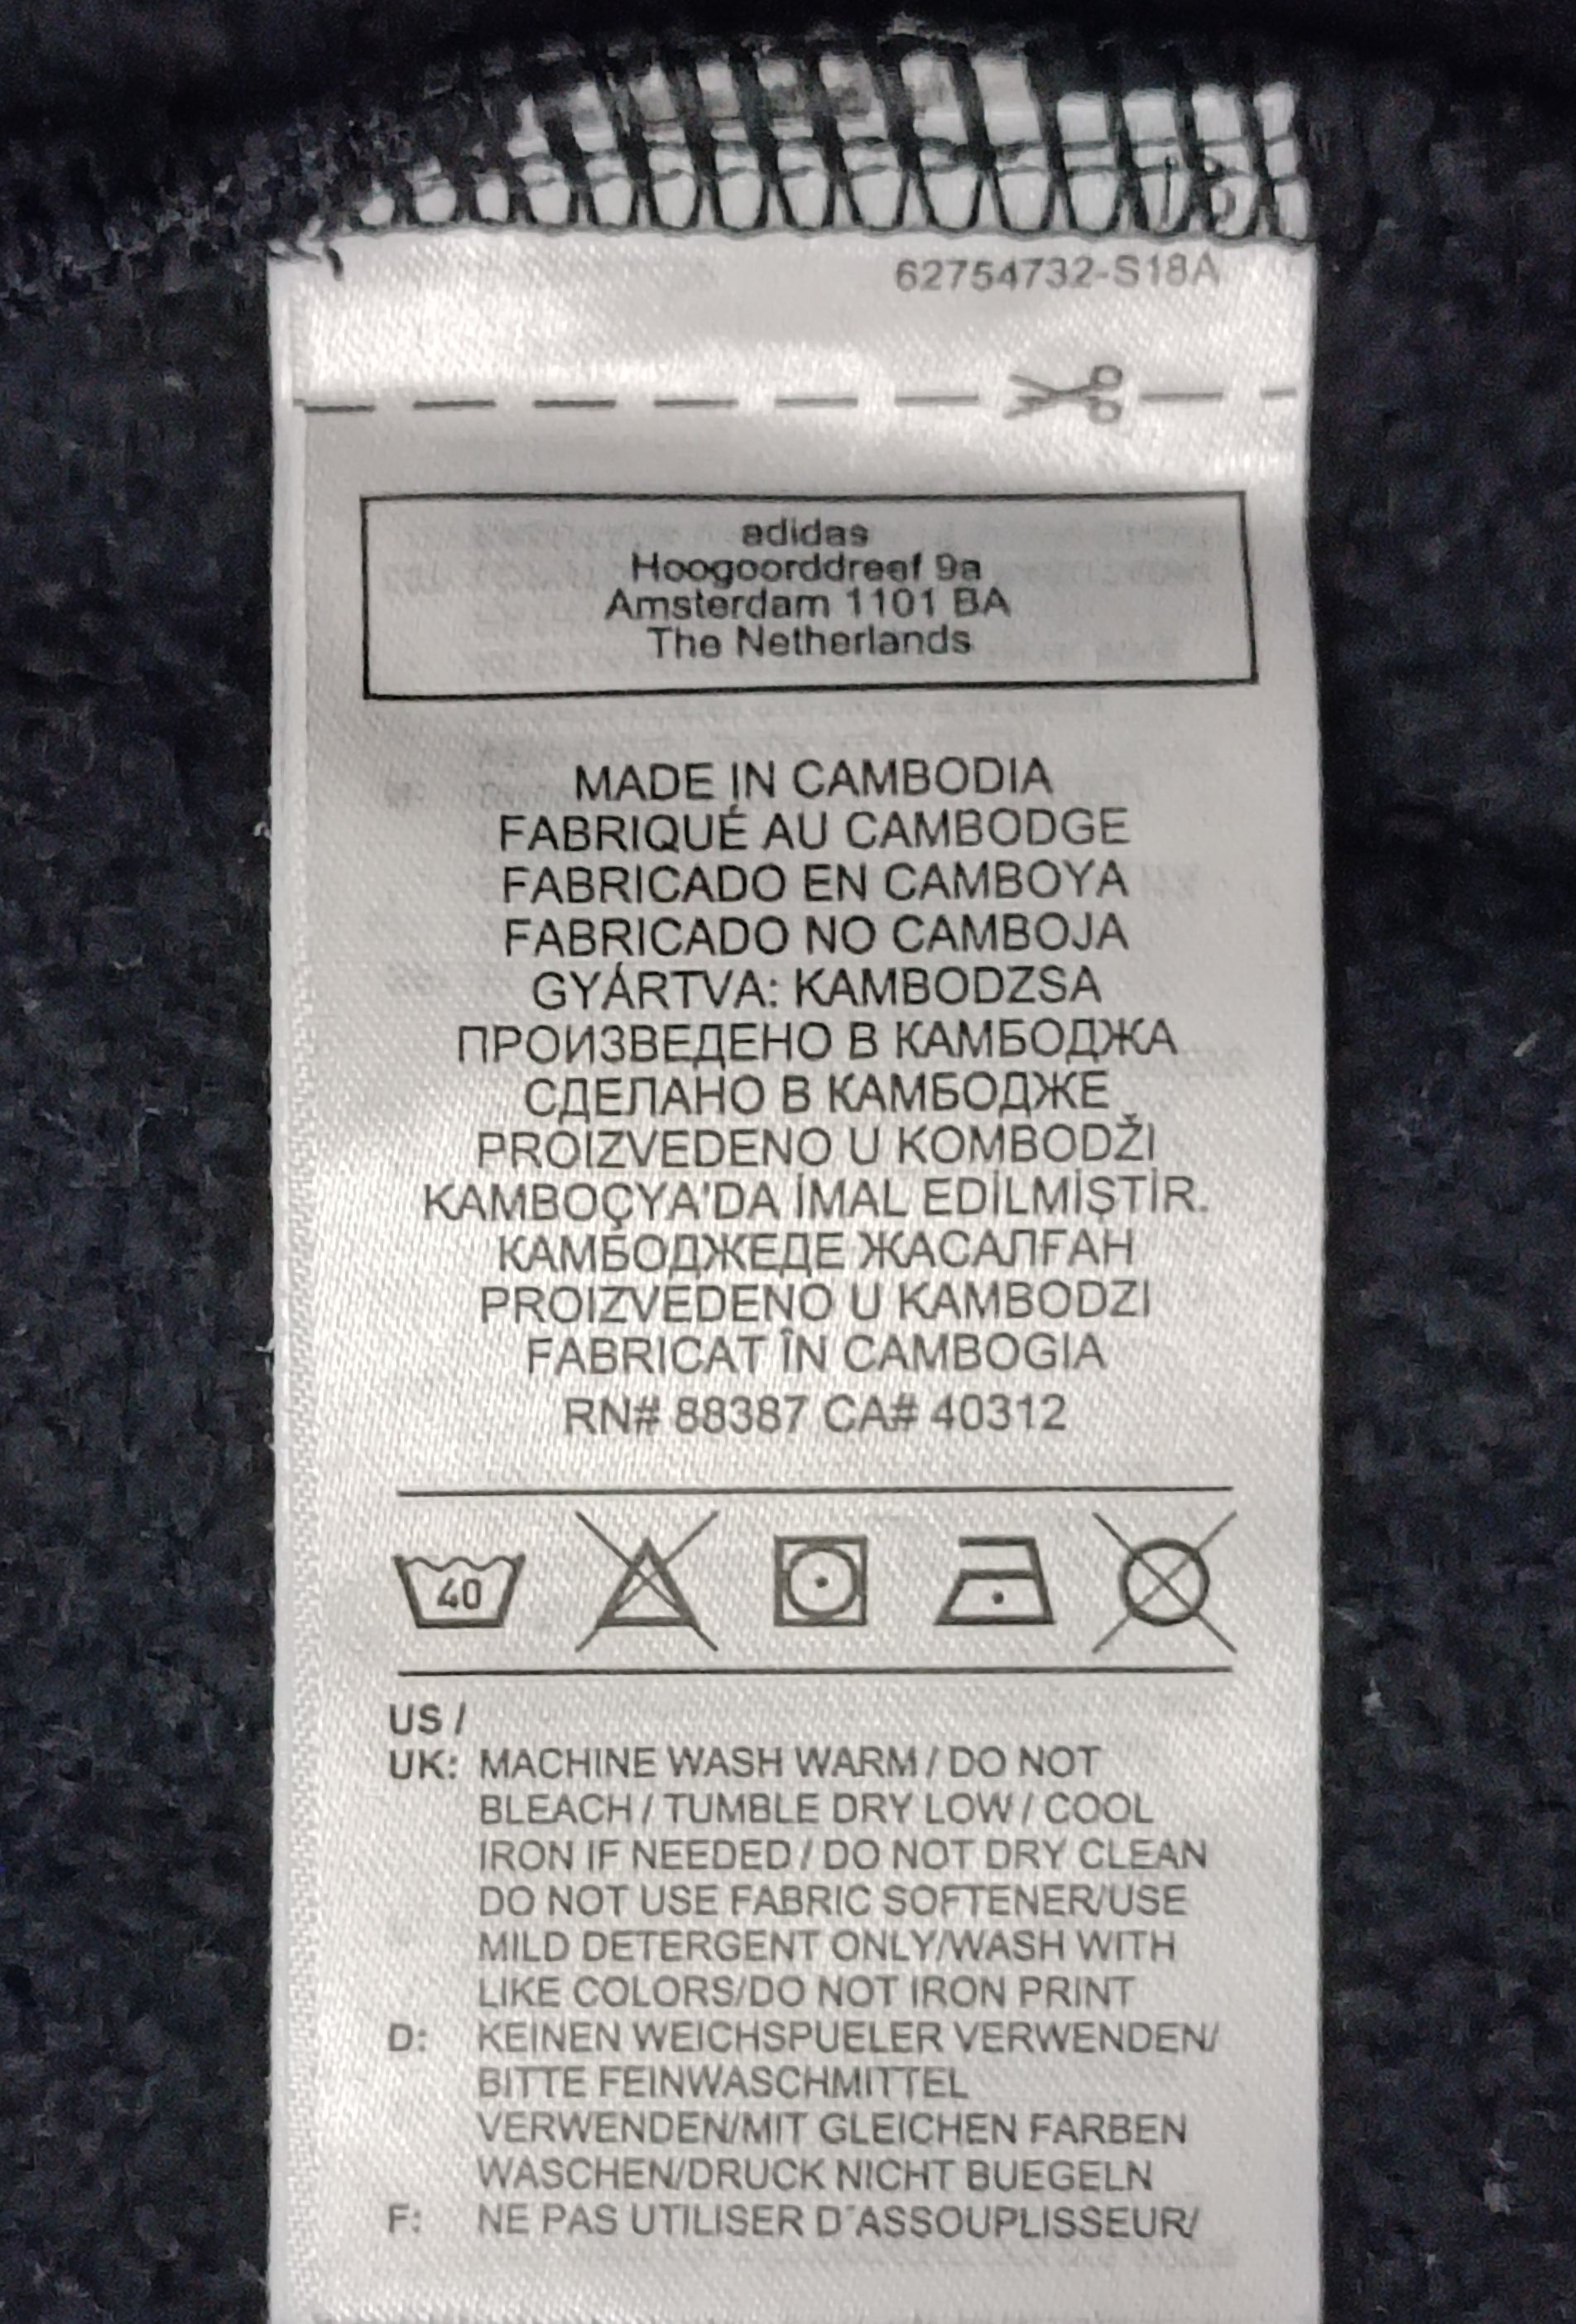 62754732-S18A
adidas
Hoogoorddreef 9a
Amsterdam 1101 BA
The Netherlands
MADE IN CAMBODIA
FABRIQUÉ AU CAMBODGE
FABRICADO EN CAMBOYA
FABRICADO NO CAMBOJA
GYÁRTVA: KAMBODZSA
ПРОИЗВЕДЕНО В КАМБОДЖА
СДЕЛАНО В КАМБОДЖЕ
PROIZVEDENO U KOMBODŽI
KAMBOÇYA'DA İMAL EDİLMİŞTİR.
КАМБОДЖЕДЕ ЖАСАЛҒАН
PROIZVEDENO U KAMBODZI
FABRICAT ÎN CAMBOGIA
RN# 88387 CA# 40312
40
US /
UK: MACHINE WASH WARM / DO NOT
BLEACH / TUMBLE DRY LOW / COOL
IRON IF NEEDED / DO NOT DRY CLEAN
DO NOT USE FABRIC SOFTENER/USE
MILD DETERGENT ONLY/WASH WITH
LIKE COLORS/DO NOT IRON PRINT
D: KEINEN WEICHSPUELER VERWENDEN/
BITTE FEINWASCHMITTEL
VERWENDEN/MIT GLEICHEN FARBEN
WASCHEN/DRUCK NICHT BUEGELN
F: NE PAS UTILISER D'ASSOUPLISSEUR/